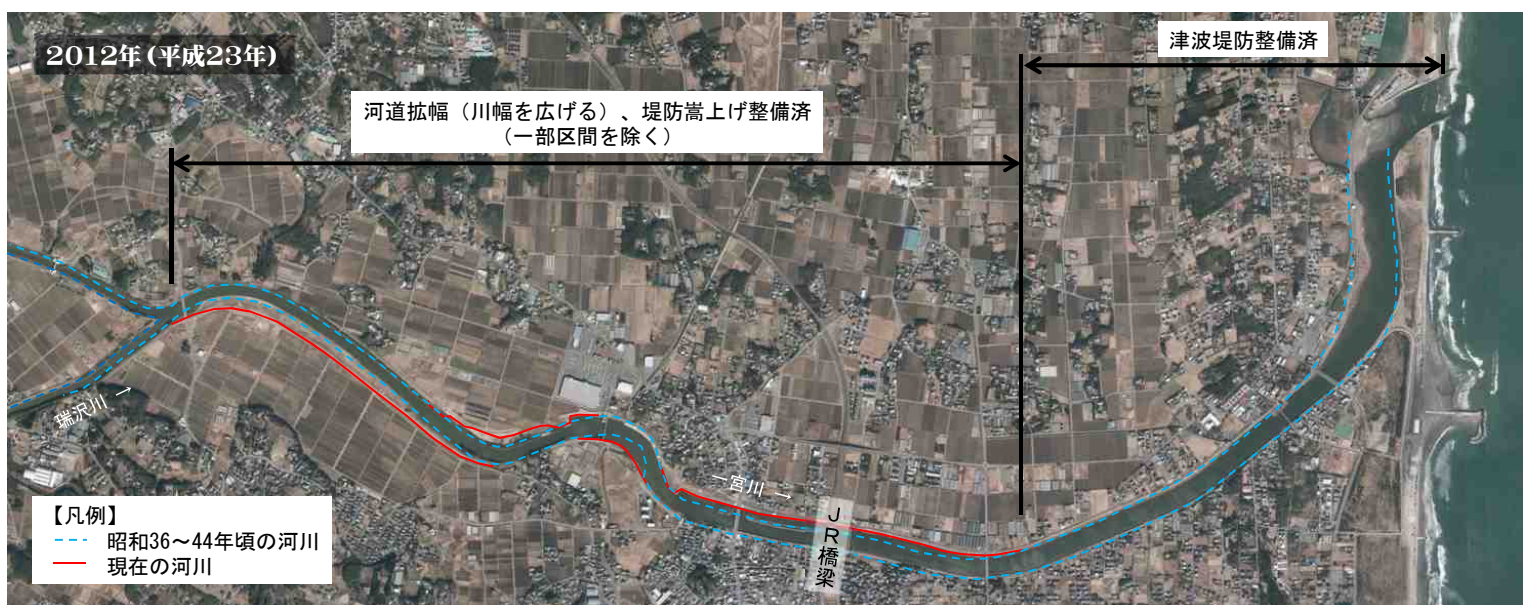 2012年(平成23年)
津波堤防整備済
河道拡幅（川幅を広げる）、堤防嵩上げ整備済
（一部区間を除く）
瑞沢川 →
一宮川 →
ＪＲ橋梁
【凡例】
昭和36～44年頃の河川
現在の河川